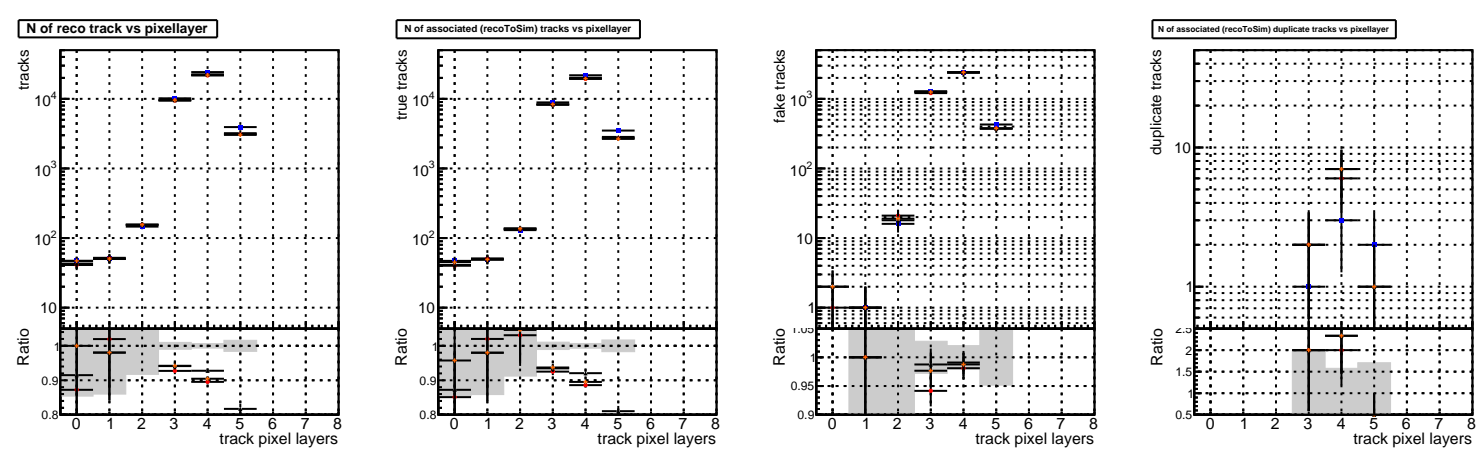 N of reco track vs pixellayer
tracks
10^4
10^3
10^2
10
Ratio
1
0.9
0.8
0 1 2 3 4 5 6 7 8
track pixel layers
N of associated (recoToSim) tracks vs pixellayer
true tracks
10^4
10^3
10^2
10
Ratio
1
0.9
0.8
0 1 2 3 4 5 6 7 8
track pixel layers
fake tracks
10^3
10^2
10
1
Ratio
1.05
1
0.95
0.9
0 1 2 3 4 5 6 7 8
track pixel layers
N of associated (recoToSim) duplicate tracks vs pixellayer
duplicate tracks
10
1
Ratio
2.5
2
1.5
1
0.5
0 1 2 3 4 5 6 7 8
track pixel layers